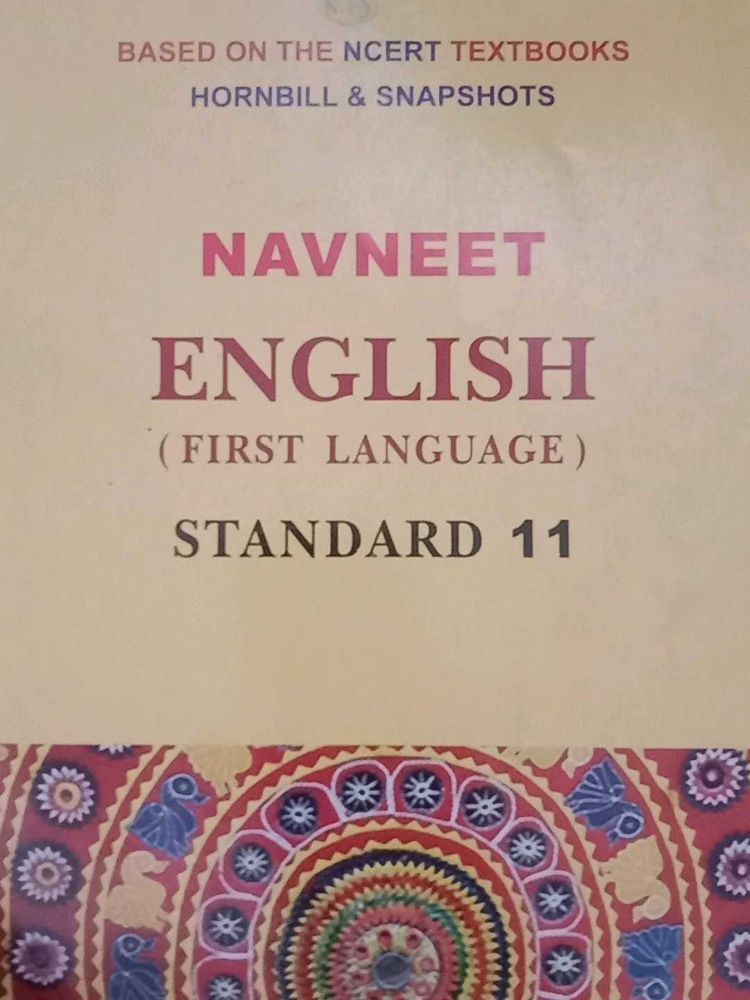 BASED ON THE NCERT TEXTBOOKS
HORNBILL & SNAPSHOTS
NAVNEET
ENGLISH
( FIRST LANGUAGE )
STANDARD 11